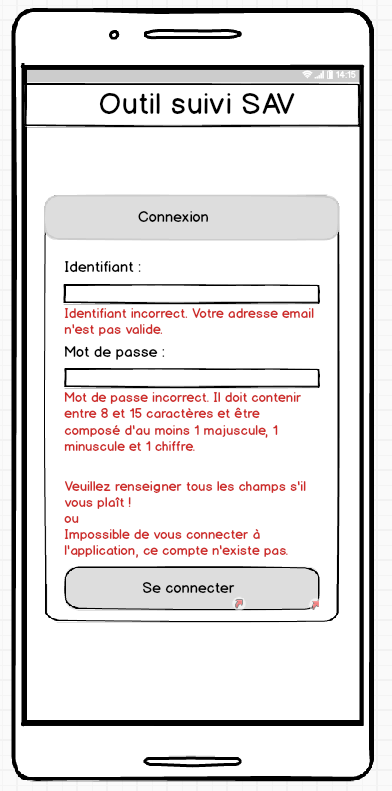 14:15
Outil suivi SAV
Connexion
Identifiant :
Identifiant incorrect. Votre adresse email
n'est pas valide.
Mot de passe :
Mot de passe incorrect. Il doit contenir
entre 8 et 15 caractères et être
composé d'au moins 1 majuscule, 1
minuscule et 1 chiffre.
Veuillez renseigner tous les champs s'il
vous plaît !
ou
Impossible de vous connecter à
l'application, ce compte n'existe pas.
Se connecter